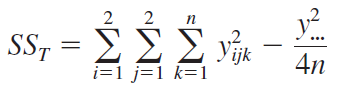 $SS_T = \sum_{i=1}^{2} \sum_{j=1}^{2} \sum_{k=1}^{n} y_{ijk}^2 - \frac{y_{...}^2}{4n}$